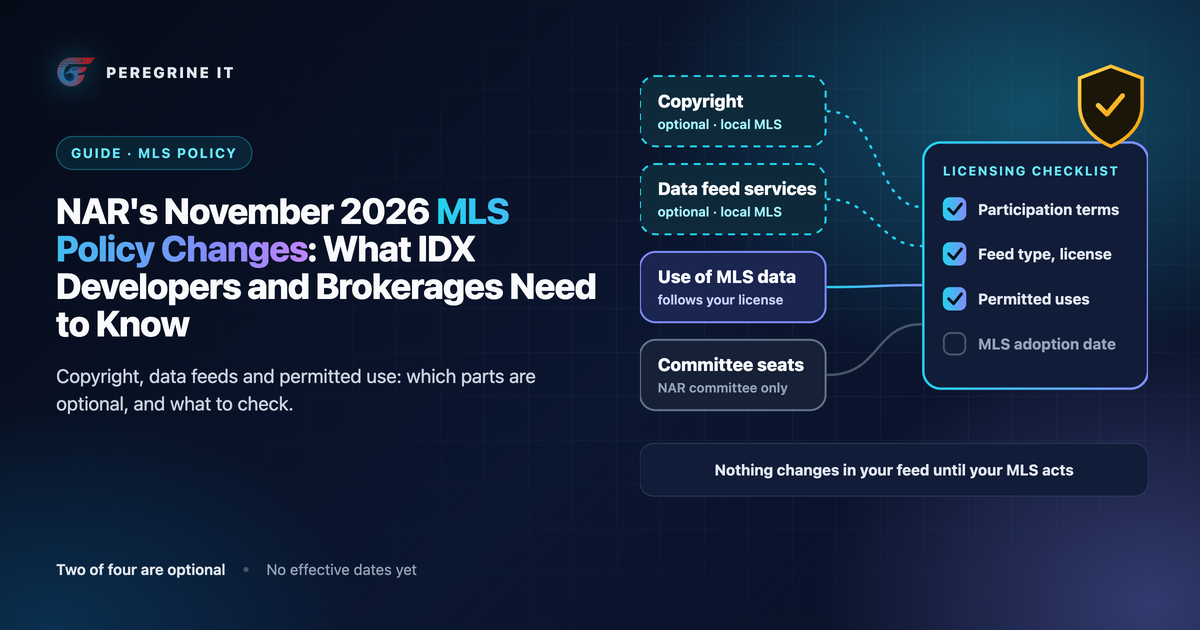 PEREGRINE IT
GUIDE · MLS POLICY
NAR's November 2026 MLS
Policy Changes: What IDX
Developers and Brokerages Need
to Know
Copyright, data feeds and permitted use: which parts are
optional, and what to check.
Two of four are optional • No effective dates yet
Copyright
optional · local MLS
Data feed services
optional · local MLS
Use of MLS data
follows your license
Committee seats
NAR committee only
LICENSING CHECKLIST
Participation terms
Feed type, license
Permitted uses
MLS adoption date
Nothing changes in your feed until your MLS acts